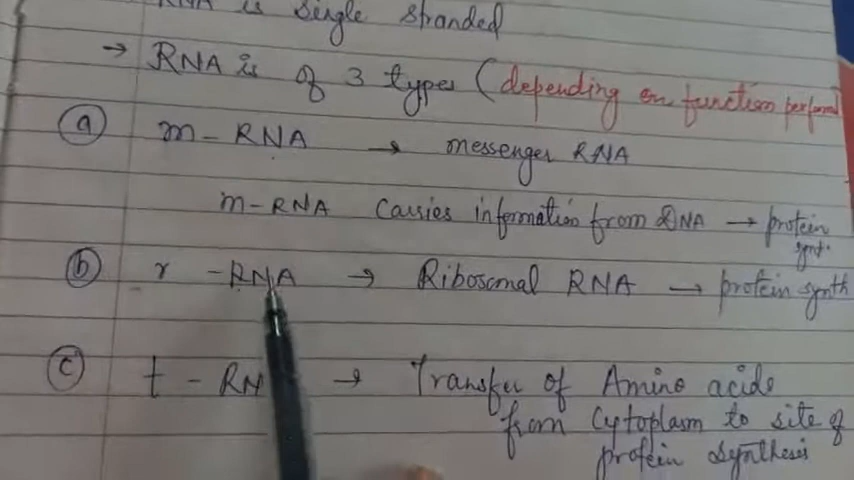 RNA is single stranded
→ RNA is of 3 types (depending on function performed
(a) m-RNA → messenger RNA
m-RNA carries information from DNA → protein synt.
(b) r-RNA → Ribosomal RNA → protein synth
(c) t-RN → Transfer of Amino acids
from Cytoplasm to site of
protein synthesis